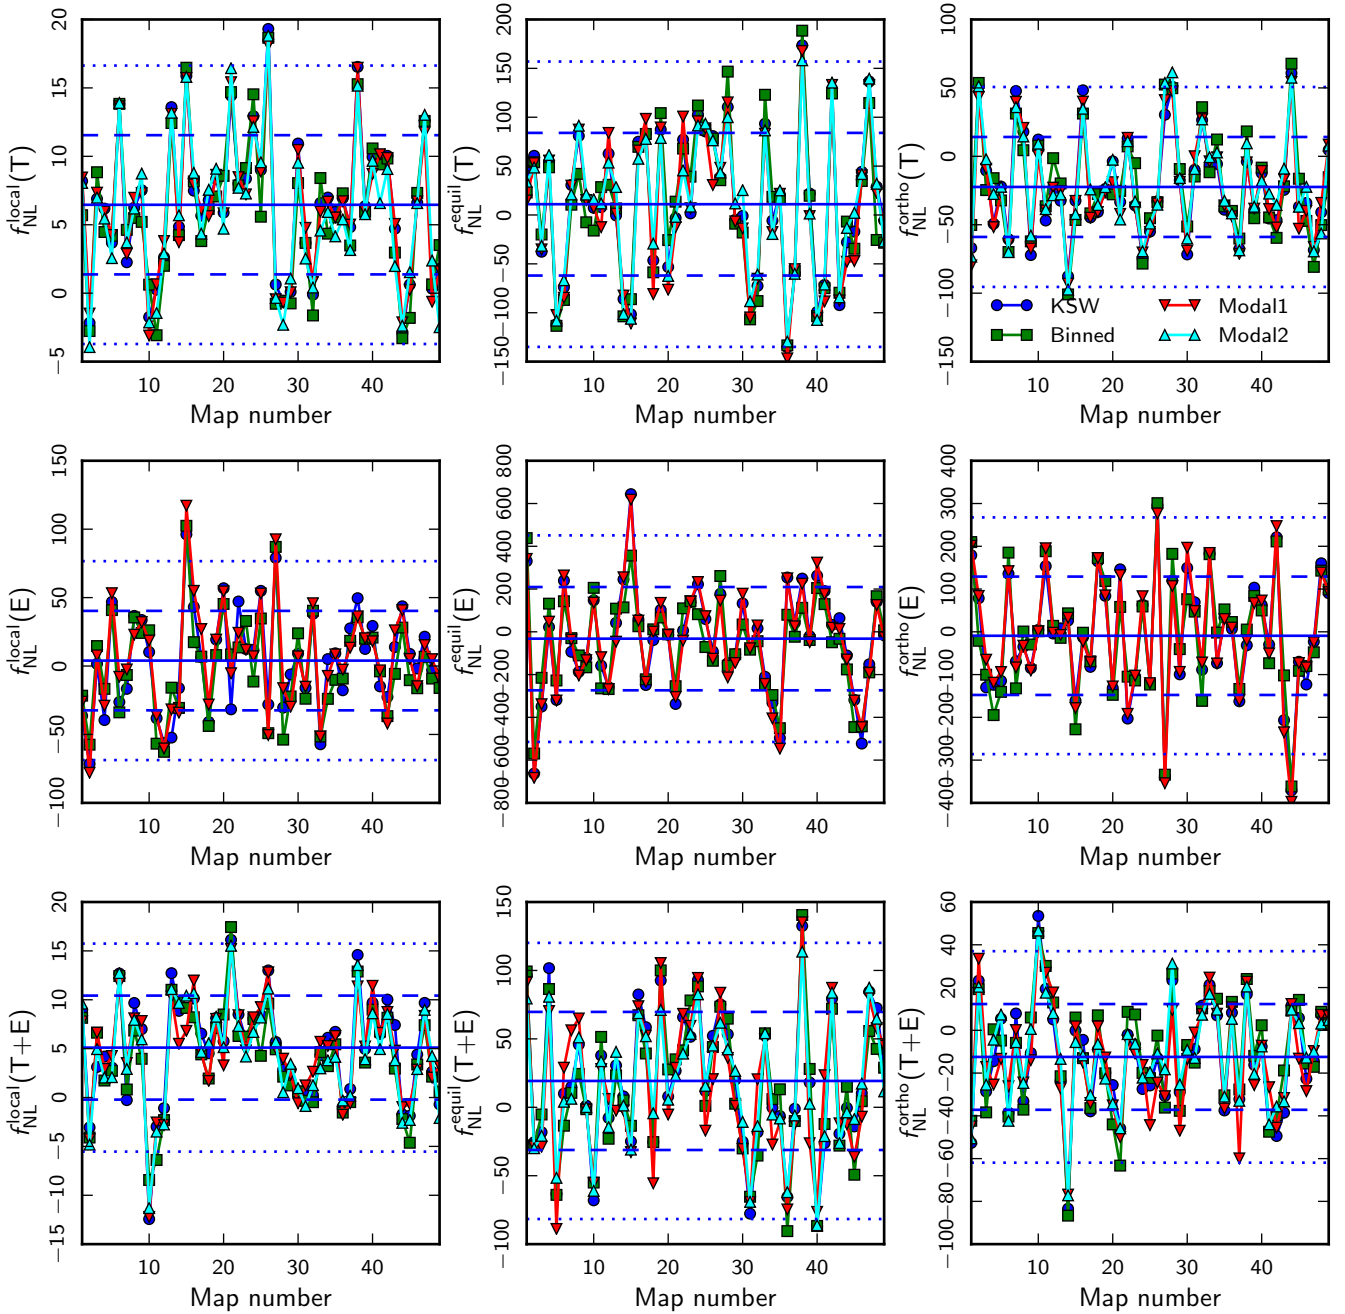 20
15
10
5
0
−5
f_NL^local(T)
10 20 30 40
Map number
200
150
100
50
0
−50
−100
−150
f_NL^equil(T)
10 20 30 40
Map number
100
50
0
−50
−100
−150
f_NL^ortho(T)
KSW Modal1
Binned Modal2
10 20 30 40
Map number
150
100
50
0
−50
−100
f_NL^local(E)
10 20 30 40
Map number
800
600
400
200
0
−200
−400
−600
−800
f_NL^equil(E)
10 20 30 40
Map number
400
300
200
100
0
−100
−200
−300
−400
f_NL^ortho(E)
10 20 30 40
Map number
20
15
10
5
0
−5
−10
−15
f_NL^local(T+E)
10 20 30 40
Map number
150
100
50
0
−50
−100
f_NL^equil(T+E)
10 20 30 40
Map number
60
40
20
0
−20
−40
−60
−80
−100
f_NL^ortho(T+E)
10 20 30 40
Map number